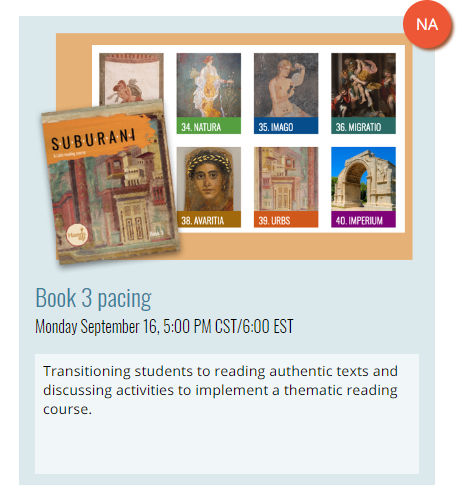 NA
34. NATURA
35. IMAGO
36. MIGRATIO
SUBURANI
38. AVARITIA
39. URBS
40. IMPERIUM
Book 3 pacing
Monday September 16, 5:00 PM CST/6:00 EST
Transitioning students to reading authentic texts and
discussing activities to implement a thematic reading
course.